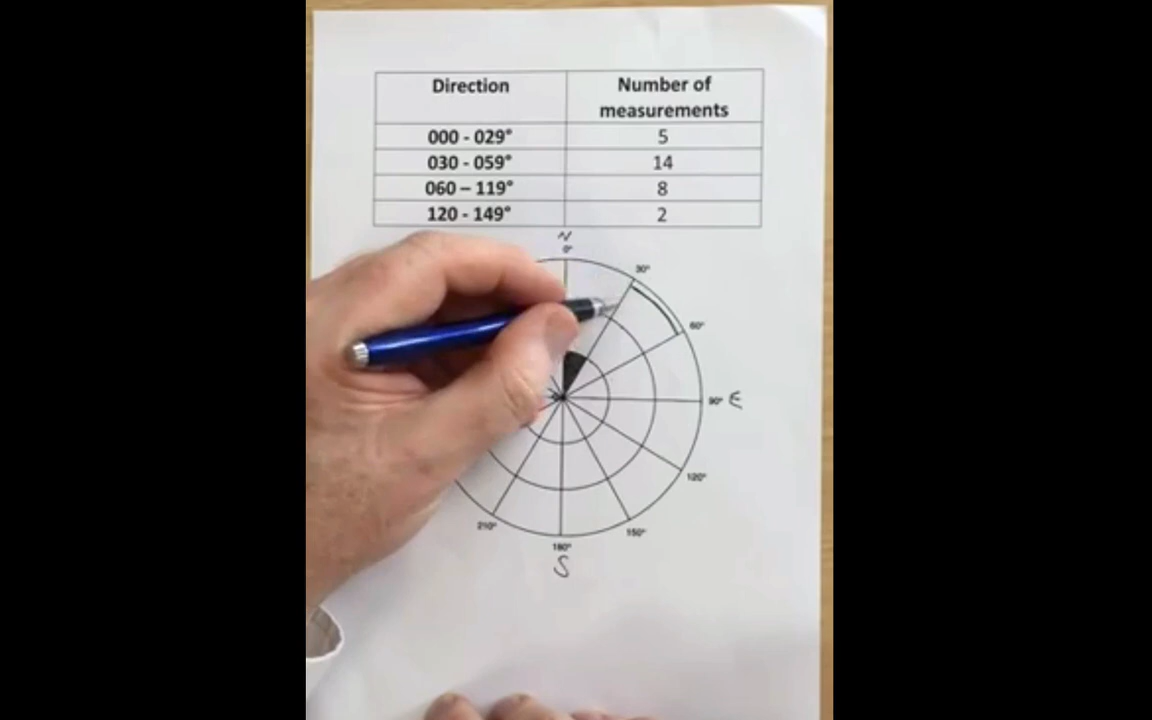 Direction
Number of
measurements
000 - 029°
5
030 - 059°
14
060 – 119°
8
120 - 149°
2
N
0°
30°
60°
90° E
120°
210°
150°
180°
S